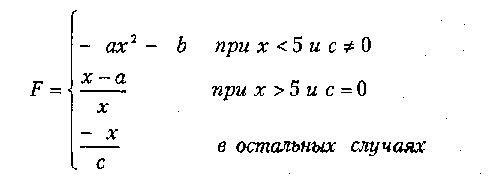 - ax² - b при x < 5 и c ≠ 0
F = { x - a / x при x > 5 и c = 0
- x / c в остальных случаях